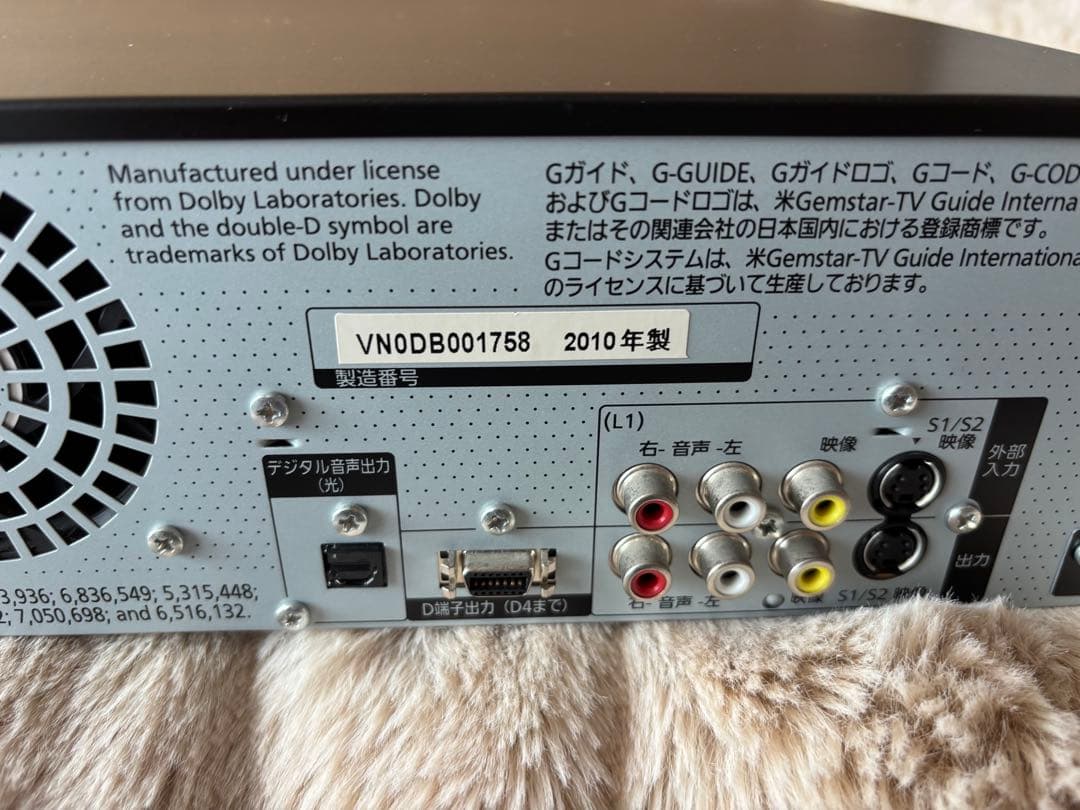 Manufactured under license
from Dolby Laboratories. Dolby
and the double-D symbol are
trademarks of Dolby Laboratories.
Gガイド、G-GUIDE、Gガイドロゴ、Gコード、G-COD
およびGコードロゴは、米Gemstar-TV Guide Interna
またはその関連会社の日本国内における登録商標です。
Gコードシステムは、米Gemstar-TV Guide Internationa
のライセンスに基づいて生産しております。
VN0DB001758 2010年製
製造番号
(L1)
右- 音声 -左 映像 S1/S2 映像
外部入力
デジタル音声出力
(光)
D端子出力（D4まで）
右- 音声 -左 映像 S1/S2 映像
出力
3,936; 6,836,549; 5,315,448;
; 7,050,698; and 6,516,132.